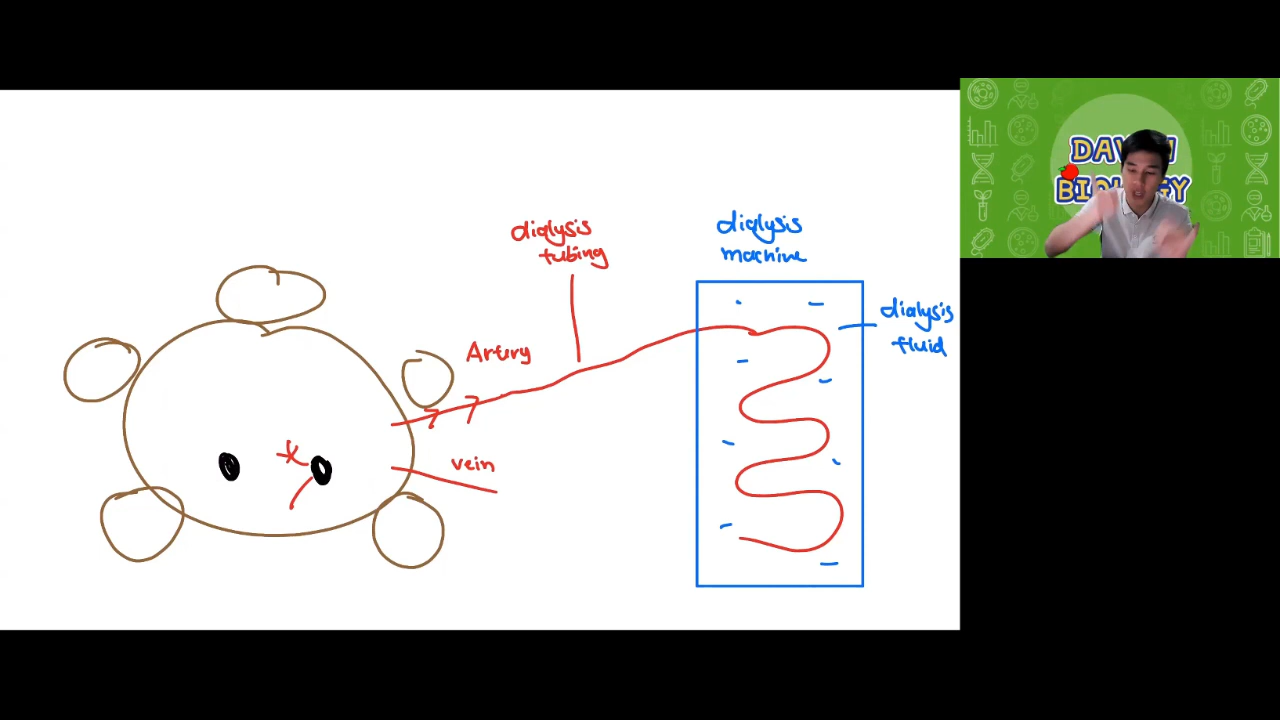 dialysis
tubing
dialysis
machine
dialysis
fluid
Artery
vein